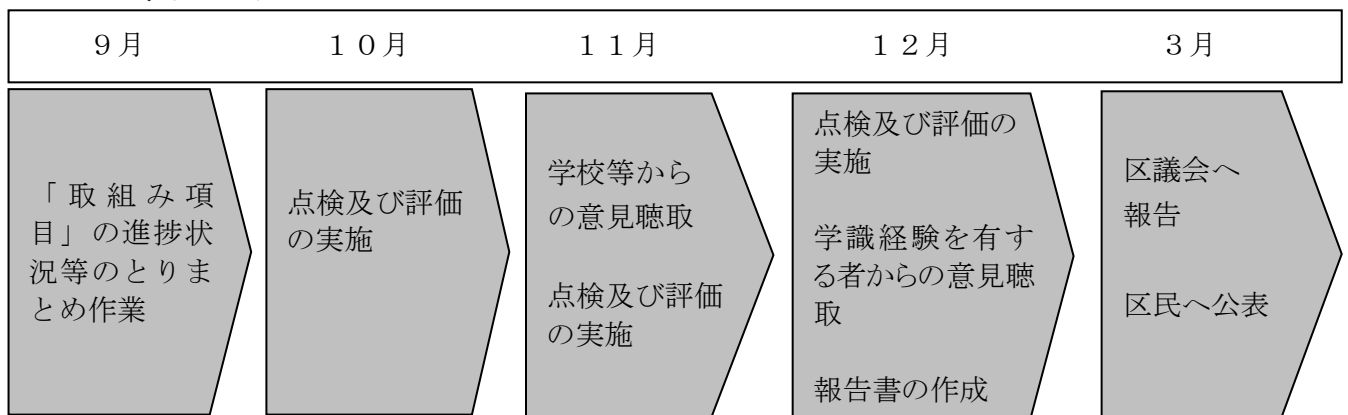 ９月　１０月　１１月　１２月　３月
「取組み項
目」の進捗状
況等のとりま
とめ作業
点検及び評価
の実施
学校等から
の意見聴取
点検及び評価
の実施
点検及び評価の
実施
学識経験を有す
る者からの意見聴
取
報告書の作成
区議会へ
報告
区民へ公表